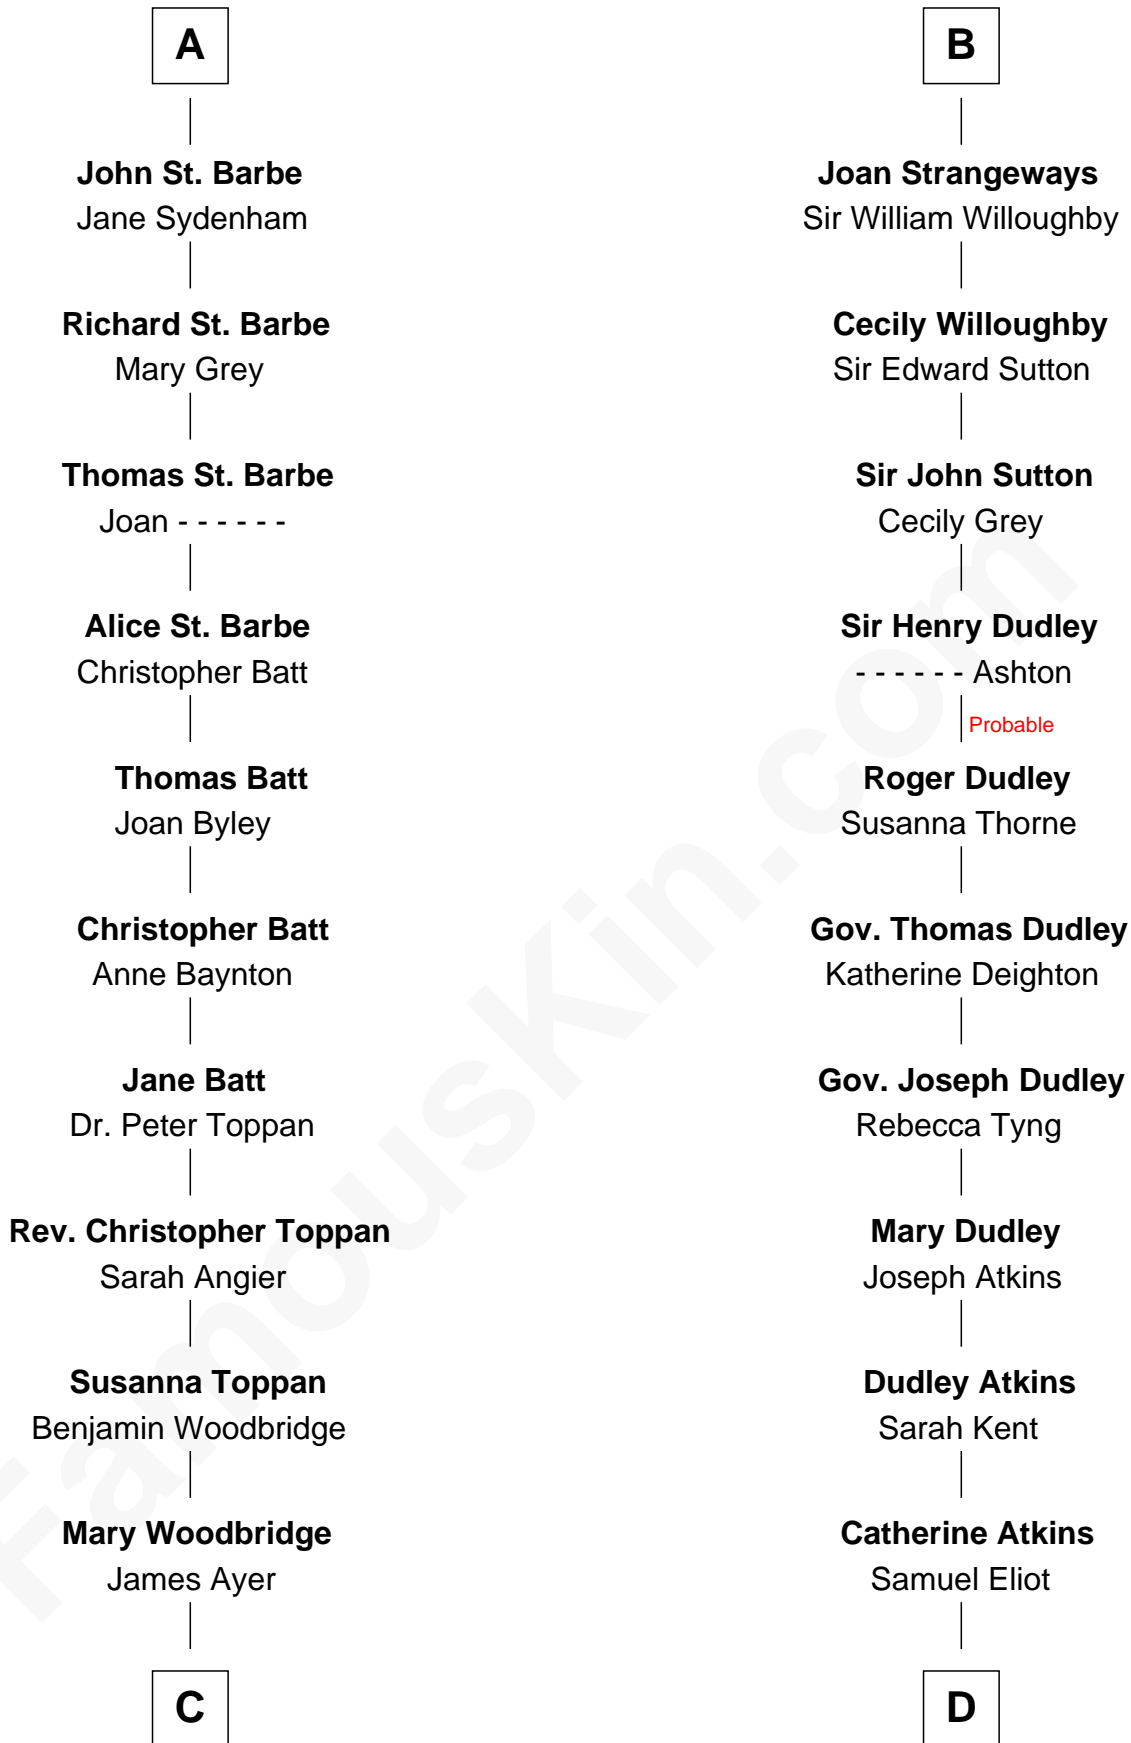 A
John St. Barbe
Jane Sydenham
Richard St. Barbe
Mary Grey
Thomas St. Barbe
Joan - - - - - -
Alice St. Barbe
Christopher Batt
Thomas Batt
Joan Byley
Christopher Batt
Anne Baynton
Jane Batt
Dr. Peter Toppan
Rev. Christopher Toppan
Sarah Angier
Susanna Toppan
Benjamin Woodbridge
Mary Woodbridge
James Ayer
C
B
Joan Strangeways
Sir William Willoughby
Cecily Willoughby
Sir Edward Sutton
Sir John Sutton
Cecily Grey
Sir Henry Dudley
- - - - - - Ashton
Probable
Roger Dudley
Susanna Thorne
Gov. Thomas Dudley
Katherine Deighton
Gov. Joseph Dudley
Rebecca Tyng
Mary Dudley
Joseph Atkins
Dudley Atkins
Sarah Kent
Catherine Atkins
Samuel Eliot
D
FamousKin.com